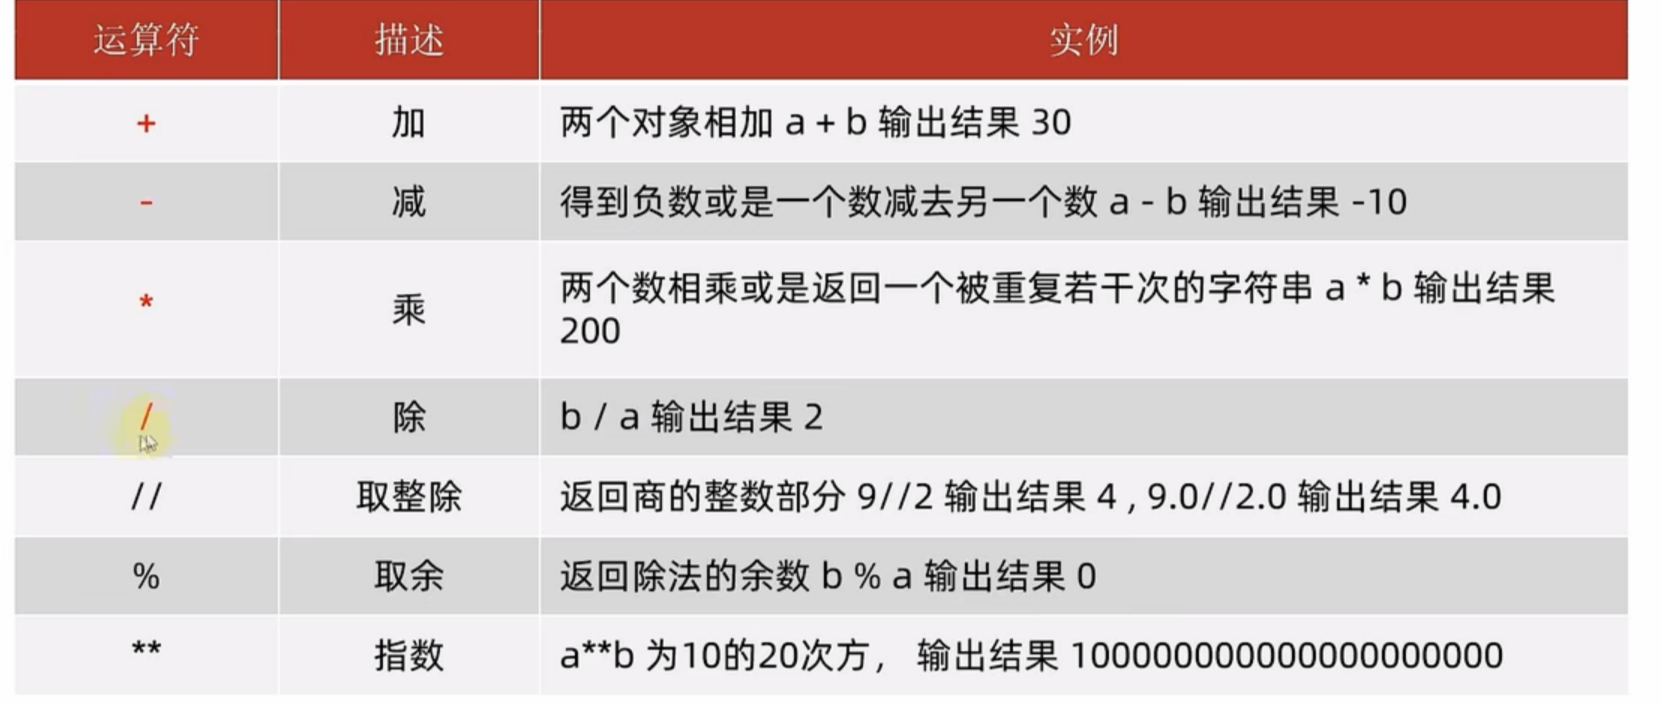 运算符 描述 实例
+ 加 两个对象相加 a + b 输出结果 30
- 减 得到负数或是一个数减去另一个数 a - b 输出结果 -10
* 乘 两个数相乘或是返回一个被重复若干次的字符串 a * b 输出结果
200
/ 除 b / a 输出结果 2
// 取整除 返回商的整数部分 9//2 输出结果 4 , 9.0//2.0 输出结果 4.0
% 取余 返回除法的余数 b % a 输出结果 0
** 指数 a**b 为10的20次方， 输出结果 100000000000000000000